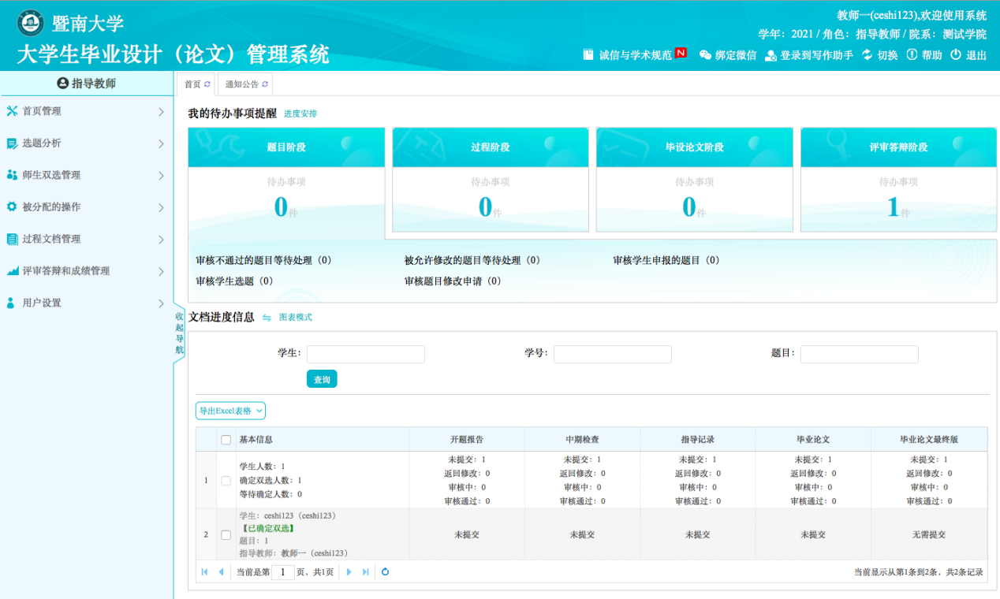 暨南大学
大学生毕业设计（论文）管理系统
教师一(ceshi123),欢迎使用系统
学年：2021 / 角色：指导教师 / 院系：测试学院
诚信与学术规范 N 绑定微信 登录到写作助手 切换 帮助 退出
指导教师
首页管理
选题分析
师生双选管理
被分配的操作
过程文档管理
评审答辩和成绩管理
用户设置
收起导航
首页 通知公告
我的待办事项提醒 进度安排
题目阶段 过程阶段 毕设论文阶段 评审答辩阶段
待办事项 待办事项 待办事项 待办事项
0件 0件 0件 1件
审核不通过的题目等待处理（0） 被允许修改的题目等待处理（0） 审核学生申报的题目（0）
审核学生选题（0） 审核题目修改申请（0）
文档进度信息 图表模式
学生： 学号： 题目：
查询
导出Excel表格
基本信息 开题报告 中期检查 指导记录 毕业论文 毕业论文最终版
1
学生人数：1
确定双选人数：1
等待确定人数：0
未提交：1 未提交：1 未提交：1 未提交：1 未提交：1
返回修改：0 返回修改：0 返回修改：0 返回修改：0 返回修改：0
审核中：0 审核中：0 审核中：0 审核中：0 审核中：0
审核通过：0 审核通过：0 审核通过：0 审核通过：0 审核通过：0
2
学生：ceshi123（ceshi123）
【已确定双选】
题目：1
指导教师：教师一（ceshi123）
未提交 未提交 未提交 未提交 无需提交
当前是第 1 页，共1页 当前显示从第1条到2条，共2条记录